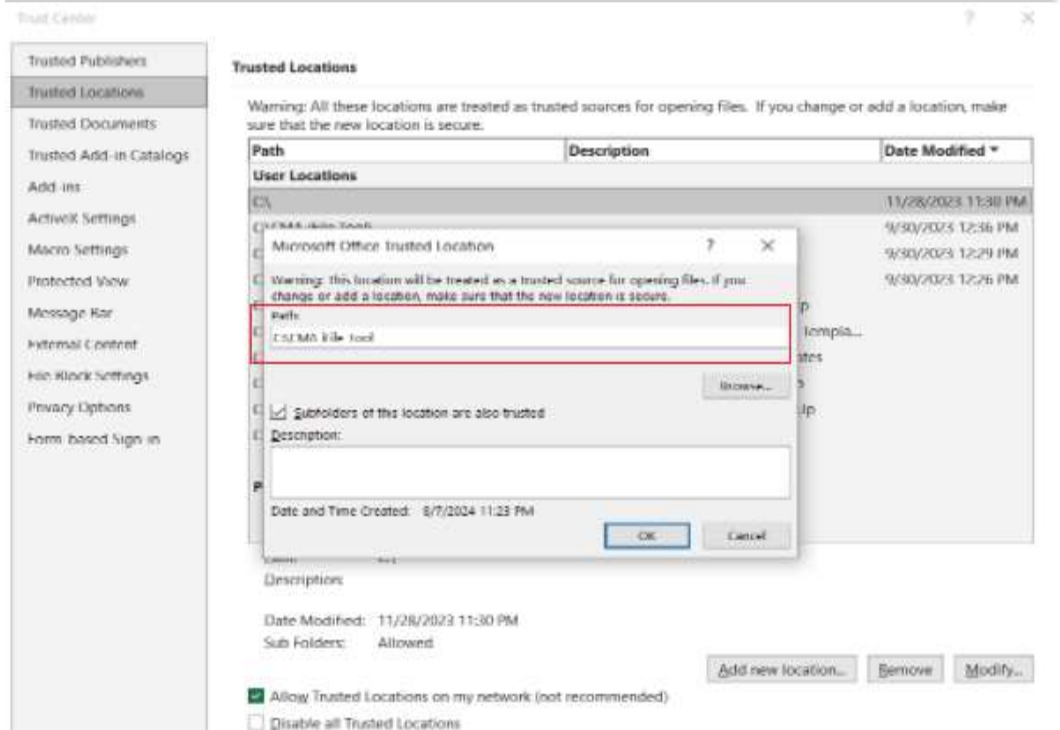 Trust Center
? ×
Trusted Publishers
Trusted Locations
Trusted Documents
Trusted Add-in Catalogs
Add-ins
ActiveX Settings
Macro Settings
Protected View
Message Bar
External Content
File Block Settings
Privacy Options
Form-based Sign-in
Trusted Locations
Warning: All these locations are treated as trusted sources for opening files. If you change or add a location, make
sure that the new location is secure.
Path Description Date Modified
User Locations
C:\ 11/28/2023 11:30 PM
9/30/2023 12:36 PM
9/30/2023 12:29 PM
9/30/2023 12:26 PM
Templa...
Microsoft Office Trusted Location ? ×
Warning: This location will be treated as a trusted source for opening files. If you
change or add a location, make sure that the new location is secure.
Path:
File Tool
Browse...
Subfolders of this location are also trusted
Description:
Date and Time Created: 8/7/2024 11:23 PM
OK Cancel
Description:
Date Modified: 11/28/2023 11:30 PM
Sub Folders: Allowed
Add new location... Remove Modify...
Allow Trusted Locations on my network (not recommended)
Disable all Trusted Locations